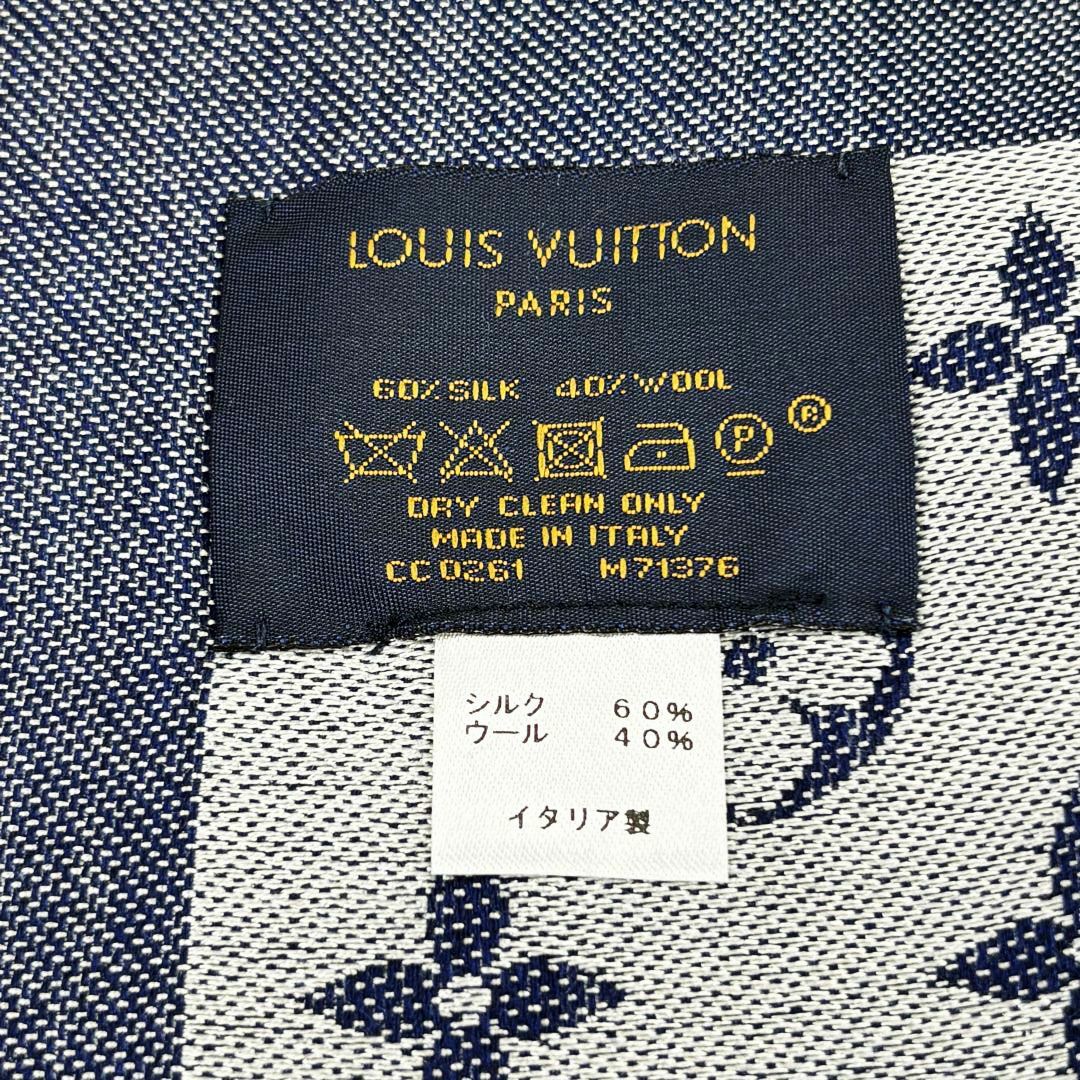 LOUIS VUITTON
PARIS
60% SILK 40% WOOL
P ®
DRY CLEAN ONLY
MADE IN ITALY
CC0261 M71376
シルク 60%
ウール 40%
イタリア製